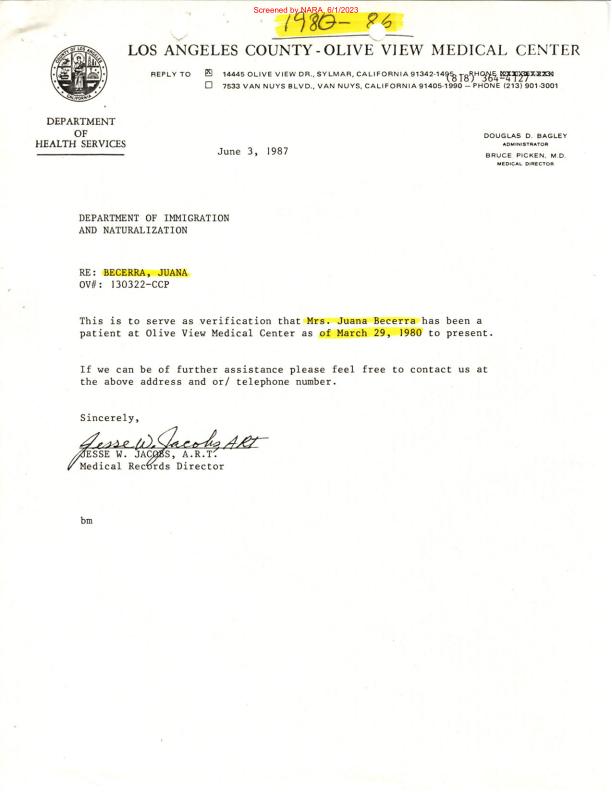 Screened by NARA, 6/1/2023
1980 - 86
LOS ANGELES COUNTY - OLIVE VIEW MEDICAL CENTER
REPLY TO ☒ 14445 OLIVE VIEW DR., SYLMAR, CALIFORNIA 91342-1495 — PHONE (818) 364-4127
☐ 7533 VAN NUYS BLVD., VAN NUYS, CALIFORNIA 91405-1990 — PHONE (213) 901-3001
DEPARTMENT
OF
HEALTH SERVICES
DOUGLAS D. BAGLEY
ADMINISTRATOR
BRUCE PICKEN, M.D.
MEDICAL DIRECTOR
June 3, 1987
DEPARTMENT OF IMMIGRATION
AND NATURALIZATION
RE: BECERRA, JUANA
OV#: 130322-CCP
This is to serve as verification that Mrs. Juana Becerra has been a
patient at Olive View Medical Center as of March 29, 1980 to present.
If we can be of further assistance please feel free to contact us at
the above address and or/ telephone number.
Sincerely,
Jesse W. Jacobs ART
JESSE W. JACOBS, A.R.T.
Medical Records Director
bm